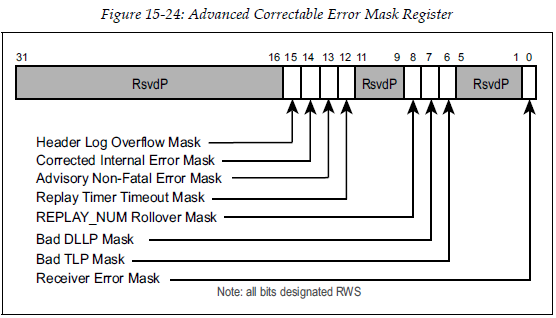 Figure 15-24: Advanced Correctable Error Mask Register
31 16 15 14 13 12 11 9 8 7 6 5 1 0
RsvdP RsvdP RsvdP
Header Log Overflow Mask
Corrected Internal Error Mask
Advisory Non-Fatal Error Mask
Replay Timer Timeout Mask
REPLAY_NUM Rollover Mask
Bad DLLP Mask
Bad TLP Mask
Receiver Error Mask
Note: all bits designated RWS